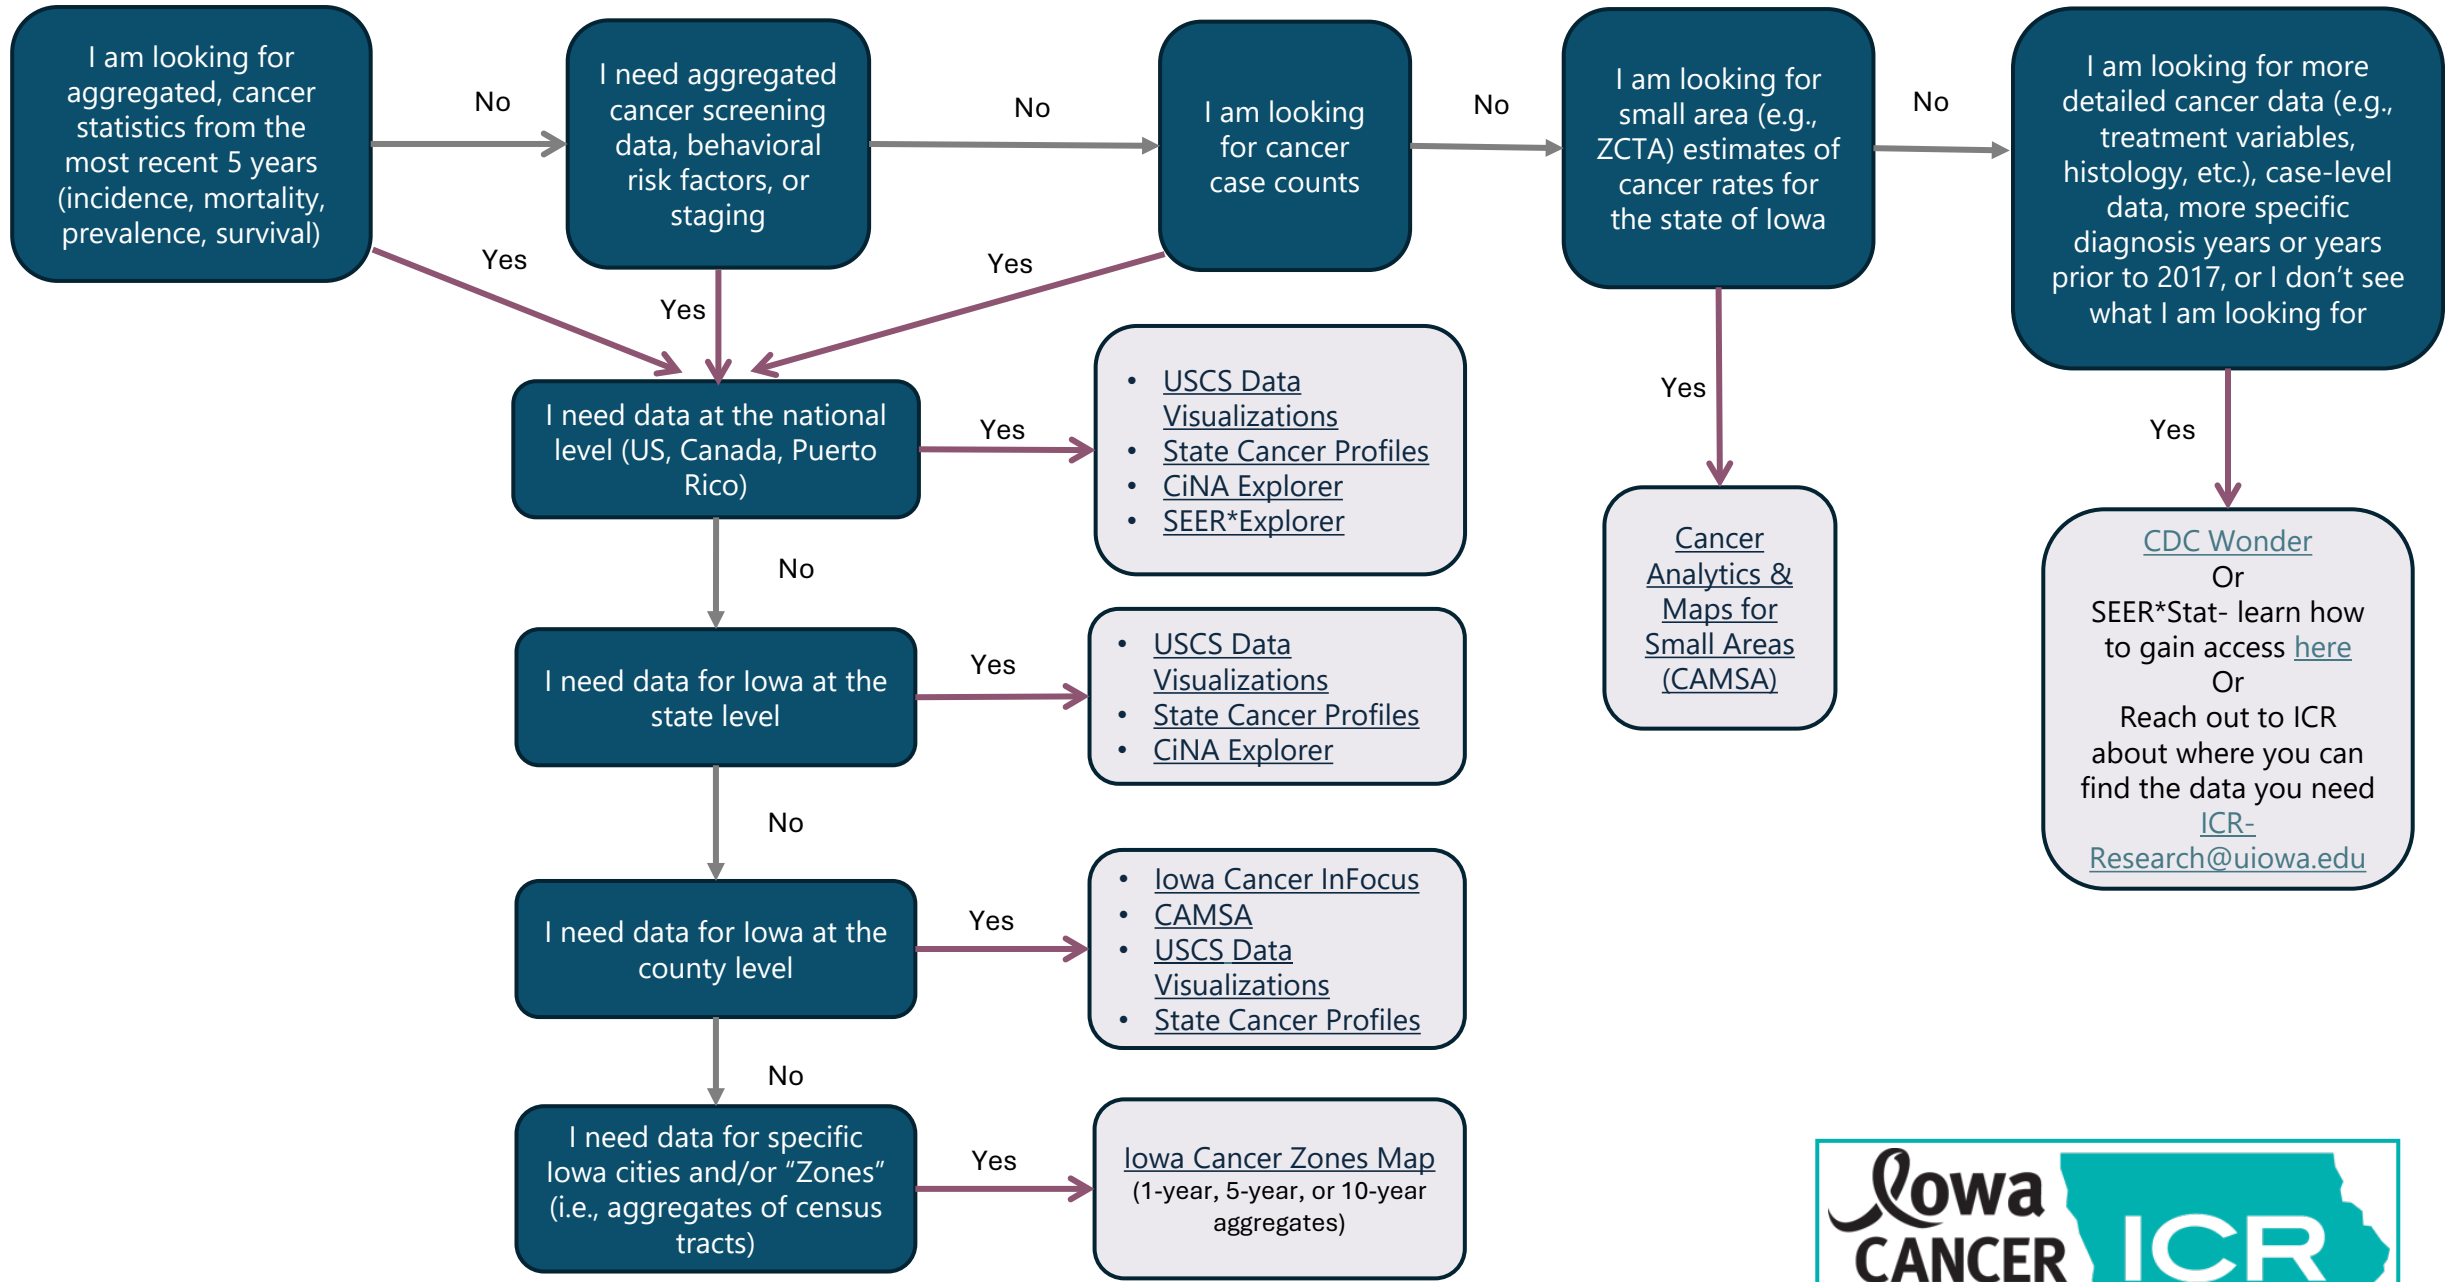 I am looking for
aggregated, cancer
statistics from the
most recent 5 years
(incidence, mortality,
prevalence, survival)
No
Yes
I need aggregated
cancer screening
data, behavioral
risk factors, or
staging
No
Yes
I am looking
for cancer
case counts
No
Yes
I am looking for
small area (e.g.,
ZCTA) estimates of
cancer rates for
the state of Iowa
No
Yes
I am looking for more
detailed cancer data (e.g.,
treatment variables,
histology, etc.), case-level
data, more specific
diagnosis years or years
prior to 2017, or I don't see
what I am looking for
Yes
I need data at the national
level (US, Canada, Puerto
Rico)
Yes
• USCS Data
Visualizations
• State Cancer Profiles
• CiNA Explorer
• SEER*Explorer
No
I need data for Iowa at the
state level
Yes
• USCS Data
Visualizations
• State Cancer Profiles
• CiNA Explorer
No
I need data for Iowa at the
county level
Yes
• Iowa Cancer InFocus
• CAMSA
• USCS Data
Visualizations
• State Cancer Profiles
No
I need data for specific
Iowa cities and/or “Zones”
(i.e., aggregates of census
tracts)
Yes
Iowa Cancer Zones Map
(1-year, 5-year, or 10-year
aggregates)
Cancer
Analytics &
Maps for
Small Areas
(CAMSA)
CDC Wonder
Or
SEER*Stat- learn how
to gain access here
Or
Reach out to ICR
about where you can
find the data you need
ICR-
Research@uiowa.edu
Iowa
CANCER
ICR